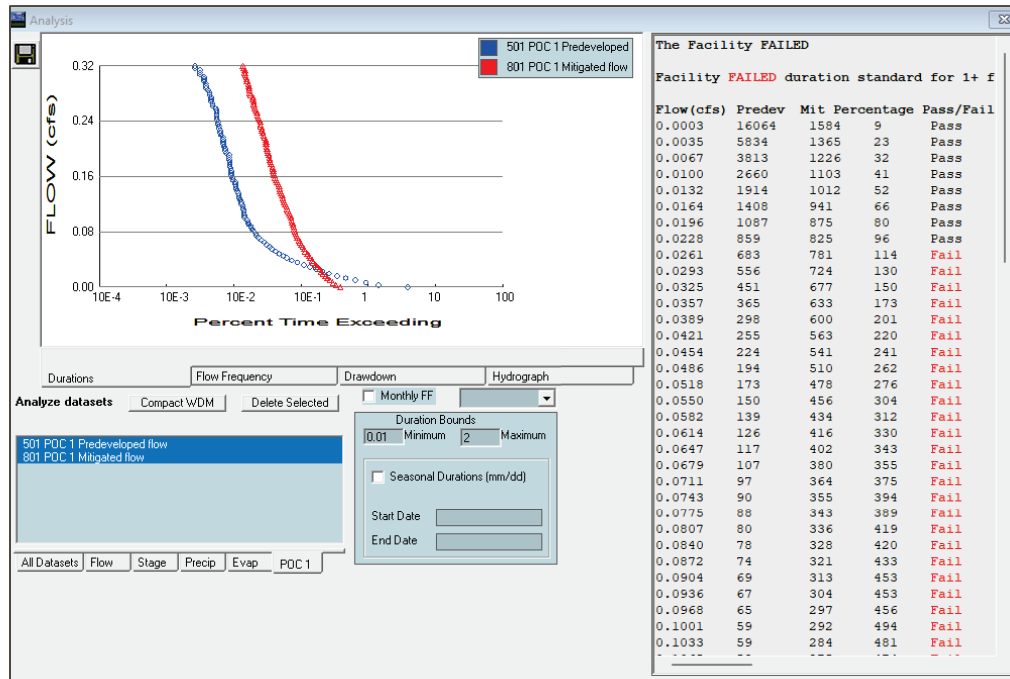 Analysis
501 POC 1 Predeveloped
801 POC 1 Mitigated flow
FLOW (cfs)
0.32
0.24
0.16
0.08
0.00
10E-4 10E-3 10E-2 10E-1 1 10 100
Percent Time Exceeding
Durations Flow Frequency Drawdown Hydrograph
Analyze datasets Compact WDM Delete Selected Monthly FF
501 POC 1 Predeveloped flow
801 POC 1 Mitigated flow
All Datasets Flow Stage Precip Evap POC 1
Duration Bounds
0.01 Minimum 2 Maximum
Seasonal Durations (mm/dd)
Start Date
End Date
The Facility FAILED
Facility FAILED duration standard for 1+ f
Flow(cfs) Predev Mit Percentage Pass/Fail
0.0003 16064 1584 9 Pass
0.0035 5834 1365 23 Pass
0.0067 3813 1226 32 Pass
0.0100 2660 1103 41 Pass
0.0132 1914 1012 52 Pass
0.0164 1408 941 66 Pass
0.0196 1087 875 80 Pass
0.0228 859 825 96 Pass
0.0261 683 781 114 Fail
0.0293 556 724 130 Fail
0.0325 451 677 150 Fail
0.0357 365 633 173 Fail
0.0389 298 600 201 Fail
0.0421 255 563 220 Fail
0.0454 224 541 241 Fail
0.0486 194 510 262 Fail
0.0518 173 478 276 Fail
0.0550 150 456 304 Fail
0.0582 139 434 312 Fail
0.0614 126 416 330 Fail
0.0647 117 402 343 Fail
0.0679 107 380 355 Fail
0.0711 97 364 375 Fail
0.0743 90 355 394 Fail
0.0775 88 343 389 Fail
0.0807 80 336 419 Fail
0.0840 78 328 420 Fail
0.0872 74 321 433 Fail
0.0904 69 313 453 Fail
0.0936 67 304 453 Fail
0.0968 65 297 456 Fail
0.1001 59 292 494 Fail
0.1033 59 284 481 Fail